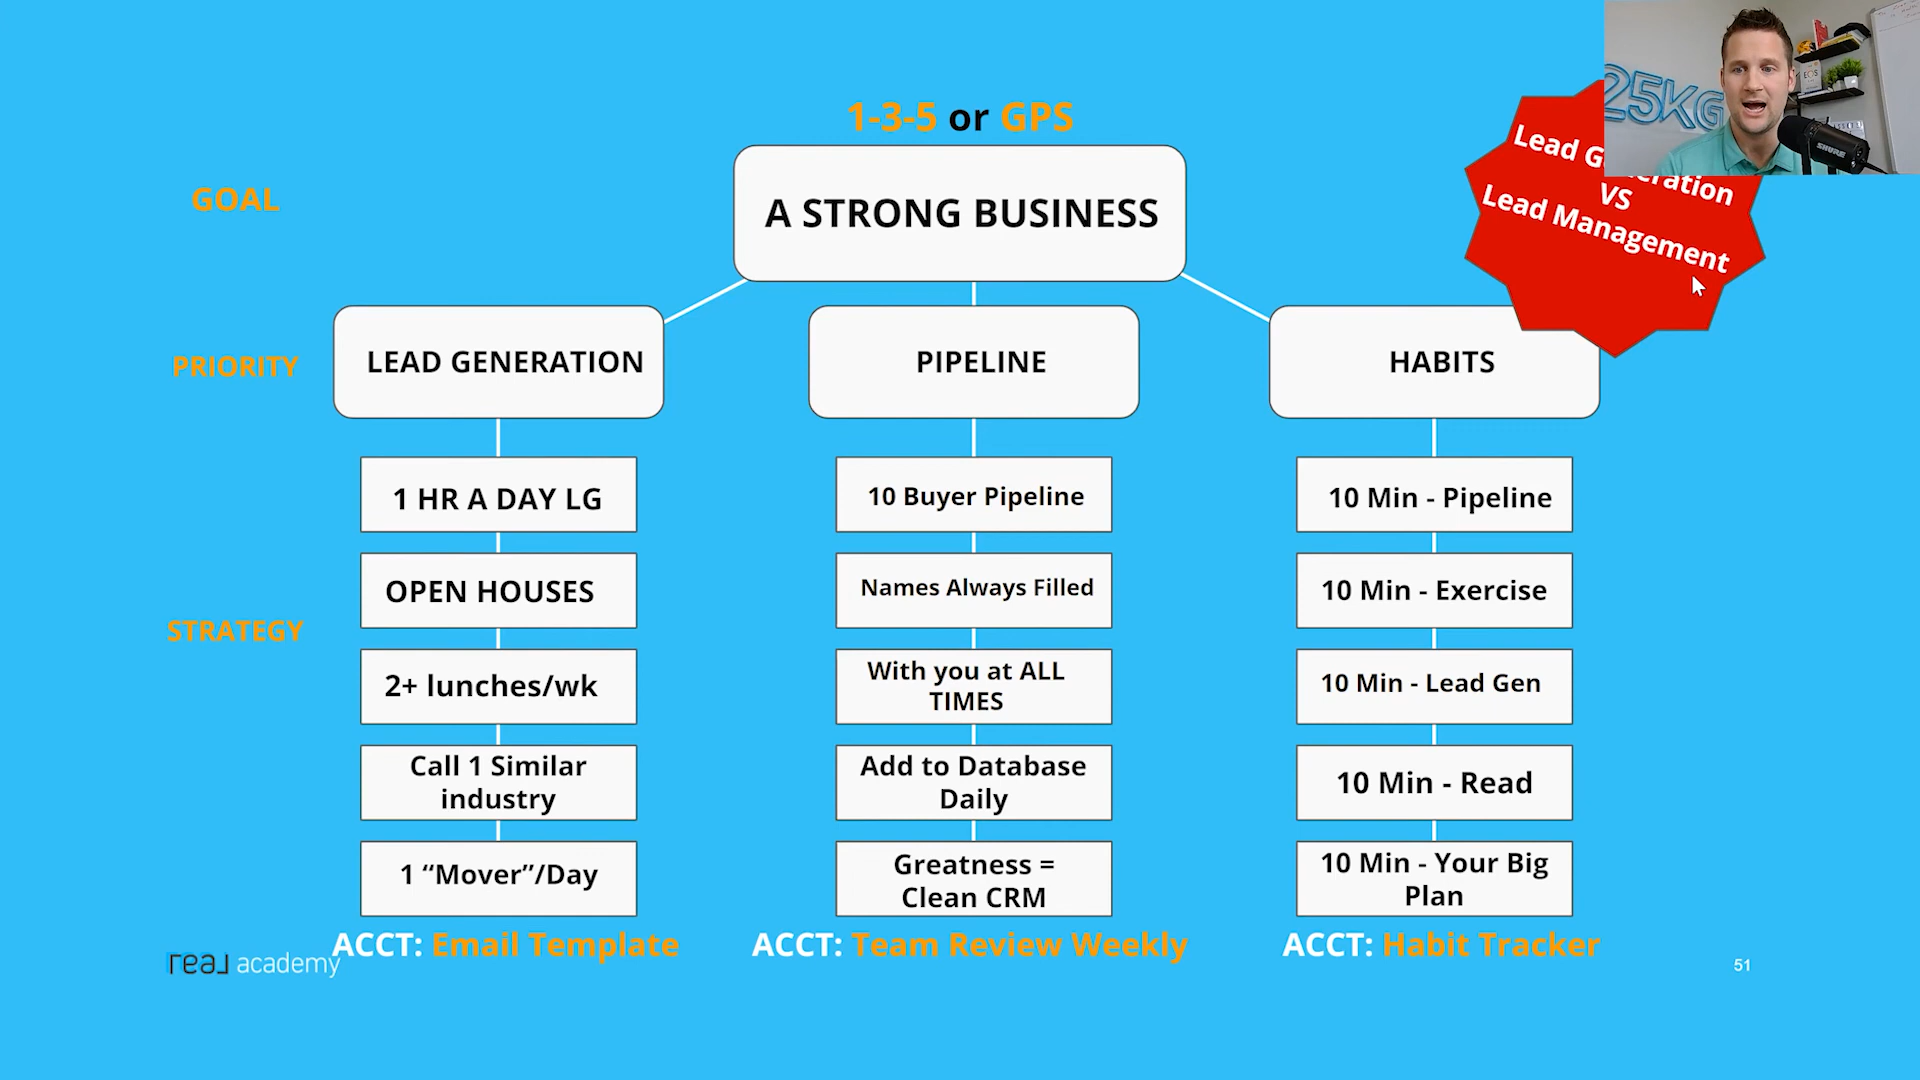 1-3-5 or GPS
GOAL
A STRONG BUSINESS
Lead
VS
Lead Management
25KG
EOS
SHURE
PRIORITY
LEAD GENERATION
PIPELINE
HABITS
STRATEGY
1 HR A DAY LG
OPEN HOUSES
2+ lunches/wk
Call 1 Similar
industry
1 “Mover”/Day
10 Buyer Pipeline
Names Always Filled
With you at ALL
TIMES
Add to Database
Daily
Greatness =
Clean CRM
10 Min - Pipeline
10 Min - Exercise
10 Min - Lead Gen
10 Min - Read
10 Min - Your Big
Plan
ACCT: Email Template
ACCT: Team Review Weekly
ACCT: Habit Tracker
real academy
51